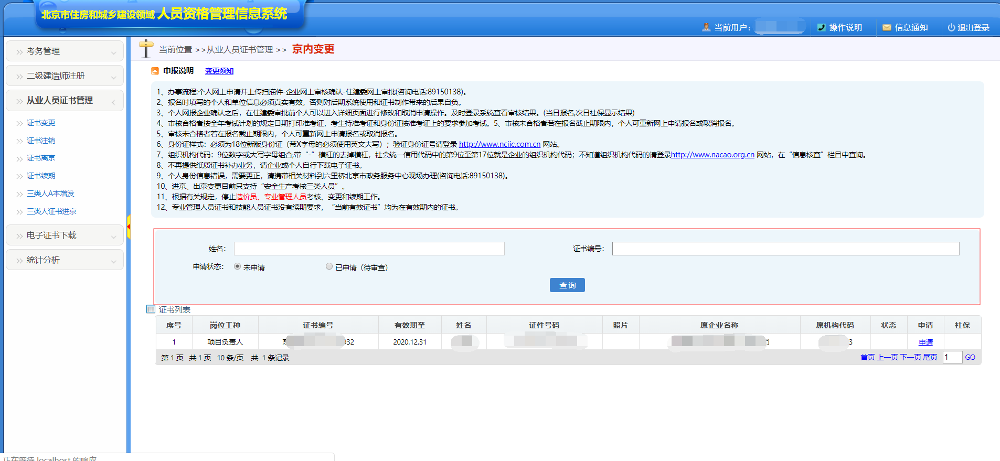 北京市住房和城乡建设领域 人员资格管理信息系统
当前用户： 操作说明 信息通知 退出登录
考务管理
二级建造师注册
从业人员证书管理
证书变更
证书注销
证书离京
证书续期
三类人A本增发
三类人证书进京
电子证书下载
统计分析
当前位置 >>从业人员证书管理 >> 京内变更
申报说明 变更须知
1、办事流程:个人网上申请并上传扫描件-企业网上审核确认-住建委网上审批(咨询电话:89150138)。
2、报名时填写的个人和单位信息必须真实有效，否则对后期系统使用和证书制作带来的后果自负。
3、个人网报企业确认之后，在住建委审批前个人可以进入详细页面进行修改和取消申请操作。及时登录系统查看审核结果。(当日报名,次日社保显示结果)
4、审核合格者按全年考试计划的规定日期打印准考证，考生持准考证和身份证按准考证上的要求参加考试。5、审核未合格者若在报名截止期限内，个人可重新网上申请报名或取消报名。
5、审核未合格者若在报名截止期限内，个人可重新网上申请报名或取消报名。
6、身份证样式：必须为18位新版身份证（带X字母的必须使用英文大写）；验证身份证号请登录 http://www.nciic.com.cn 网站。
7、组织机构代码：9位数字或大写字母组合,带“-”横杠的去掉横杠，社会统一信用代码中的第9位至第17位就是企业的组织机构代码；不知道组织机构代码的请登录http://www.nacao.org.cn 网站，在“信息核查”栏目中查询。
8、不再提供纸质证书补办业务，请企业或个人自行下载电子证书。
9、个人身份信息错误，需要更正，请携带相关材料到六里桥北京市政务服务中心现场办理(咨询电话:89150138)。
10、进京、出京变更目前只支持“安全生产考核三类人员”。
11、根据有关规定，停止造价员、专业管理人员考核、变更和续期工作。
12、专业管理人员证书和技能人员证书没有续期要求，“当前有效证书”均为在有效期内的证书。
姓名： 证书编号：
申请状态： 未申请 已申请（待审查）
查 询
证书列表
序号 岗位工种 证书编号 有效期至 姓名 证件号码 照片 原企业名称 原机构代码 状态 申请 社保
1 项目负责人 932 2020.12.31 3 申请
第 1 页 共 1 页 10 条/页 共 1 条记录 首页 上一页 下一页 尾页 1 GO
正在等待 localhost 的响应